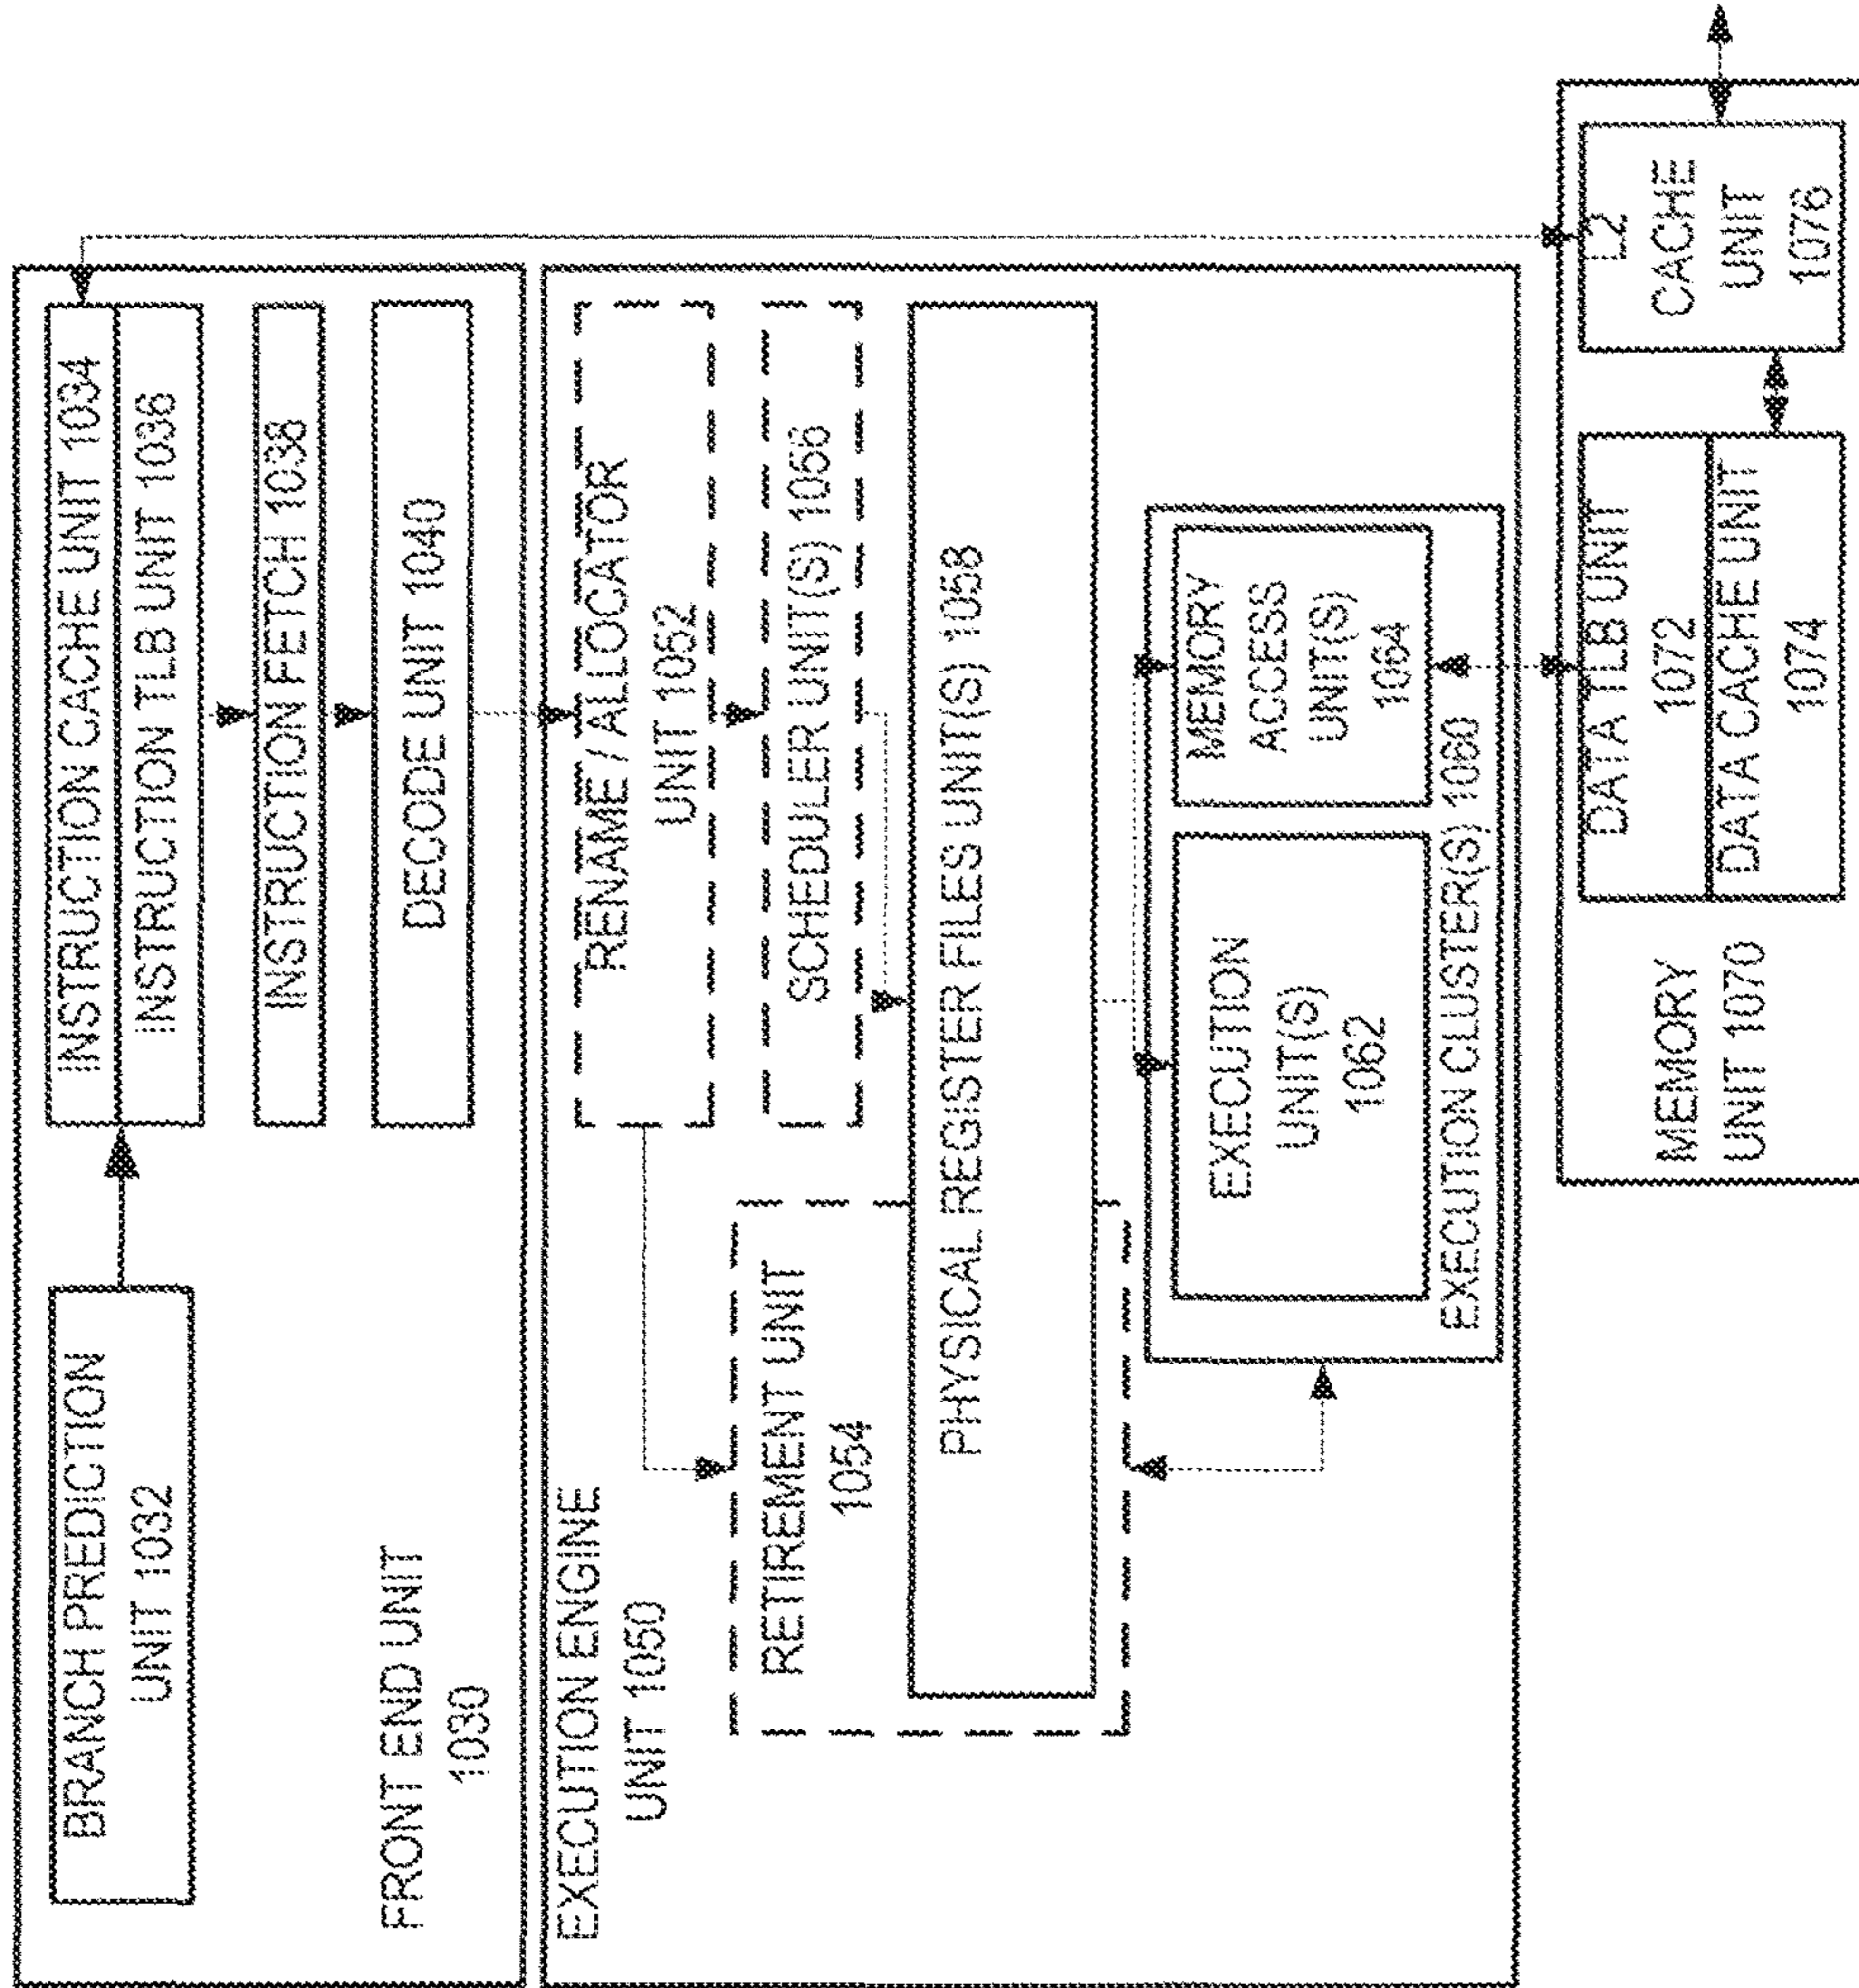 BRANCH PREDICTION
UNIT 1032
INSTRUCTION CACHE UNIT 1034
INSTRUCTION TLB UNIT 1036
INSTRUCTION FETCH 1038
DECODE UNIT 1040
FRONT END UNIT
1030
EXECUTION ENGINE
UNIT 1050
RENAME / ALLOCATOR
UNIT 1052
RETIREMENT UNIT
1054
SCHEDULER UNIT(S) 1056
PHYSICAL REGISTER FILES UNIT(S) 1058
EXECUTION
UNIT(S)
1062
MEMORY
ACCESS
UNIT(S)
1064
EXECUTION CLUSTER(S) 1060
MEMORY
UNIT 1070
DATA TLB UNIT
1072
DATA CACHE UNIT
1074
L2
CACHE
UNIT
1076